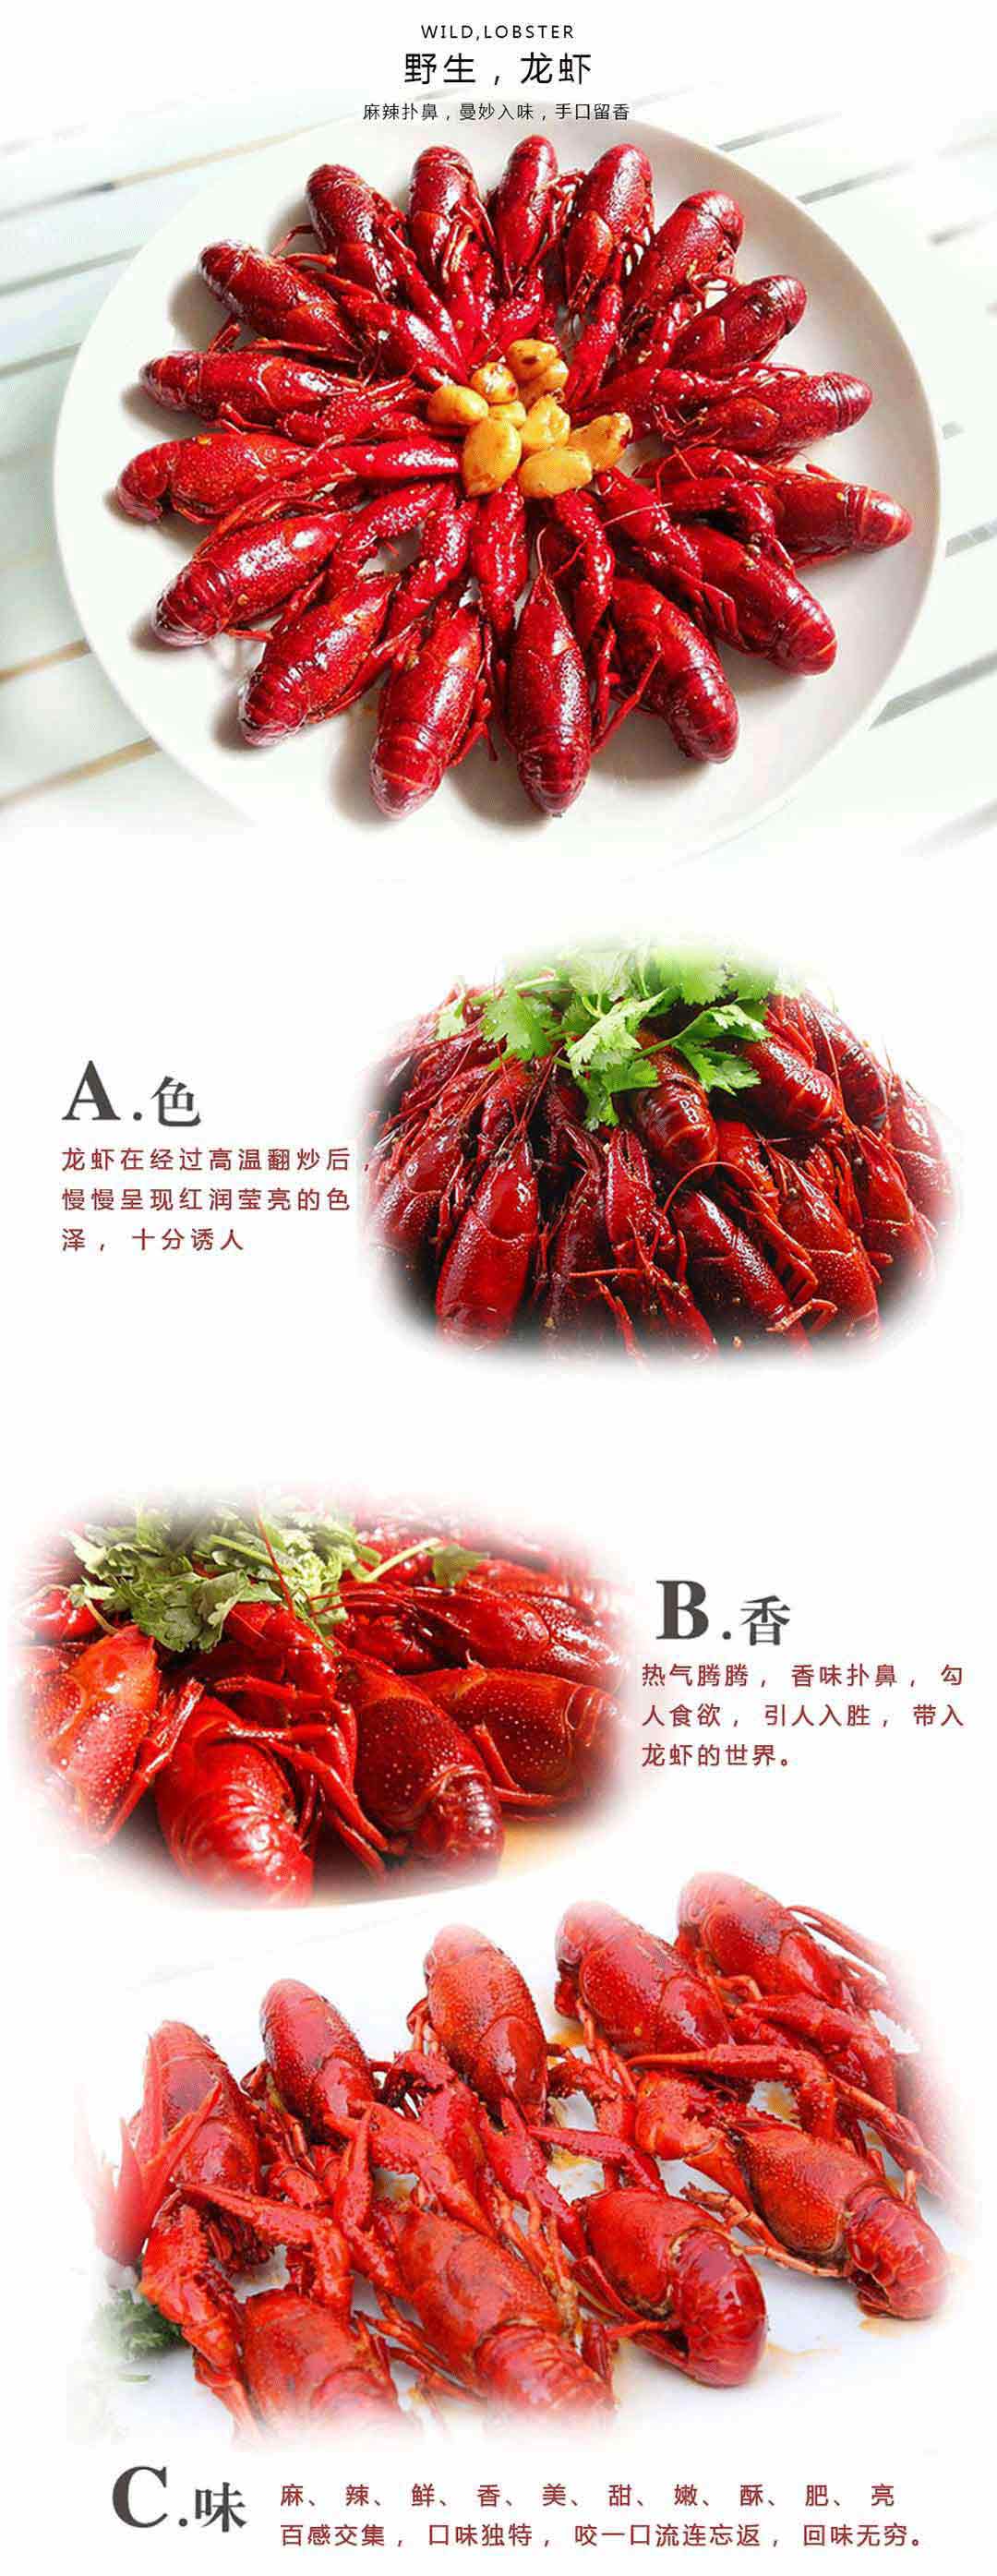 WILD,LOBSTER
野生，龙虾
麻辣扑鼻，曼妙入味，手口留香
A.色
龙虾在经过高温翻炒后，
慢慢呈现红润莹亮的色
泽， 十分诱人
B.香
热气腾腾， 香味扑鼻， 勾
人食欲， 引人入胜， 带入
龙虾的世界。
C.味
麻、 辣、 鲜、 香、 美、 甜、 嫩、 酥、 肥、 亮
百感交集， 口味独特， 咬一口流连忘返， 回味无穷。